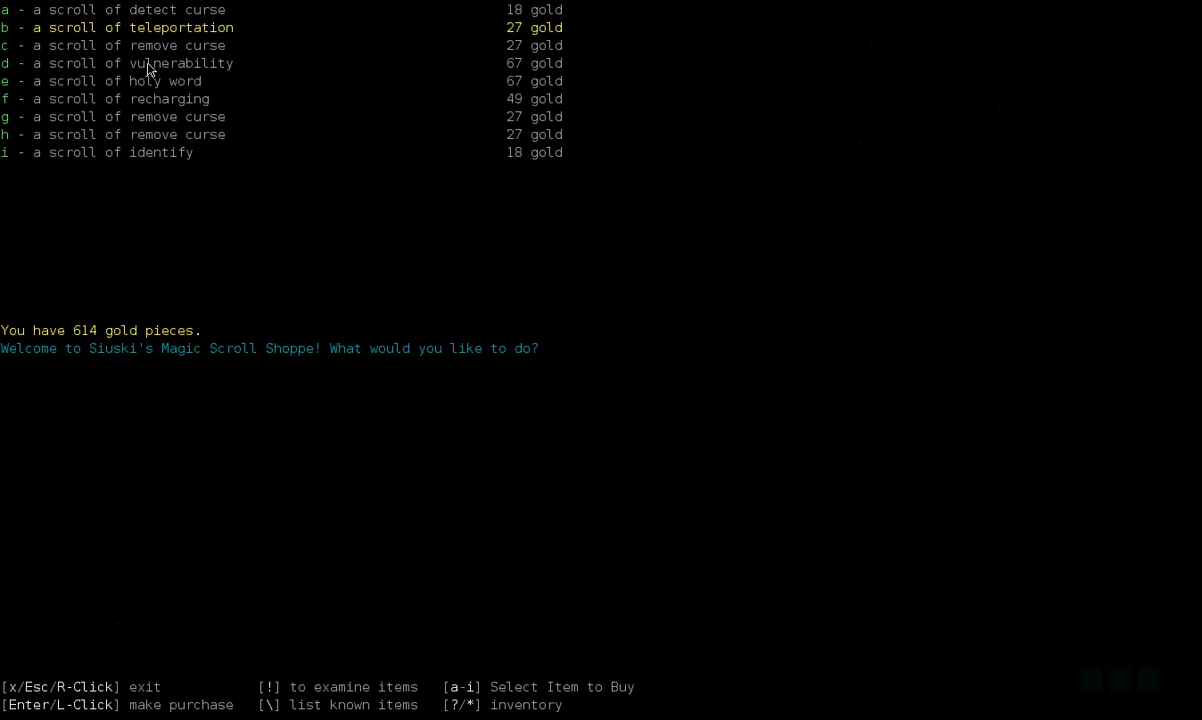 a - a scroll of detect curse 18 gold
b - a scroll of teleportation 27 gold
c - a scroll of remove curse 27 gold
d - a scroll of vulnerability 67 gold
e - a scroll of holy word 67 gold
f - a scroll of recharging 49 gold
g - a scroll of remove curse 27 gold
h - a scroll of remove curse 27 gold
i - a scroll of identify 18 gold
You have 614 gold pieces.
Welcome to Siuski's Magic Scroll Shoppe! What would you like to do?
[x/Esc/R-Click] exit [!] to examine items [a-i] Select Item to Buy
[Enter/L-Click] make purchase [\] list known items [?/*] inventory